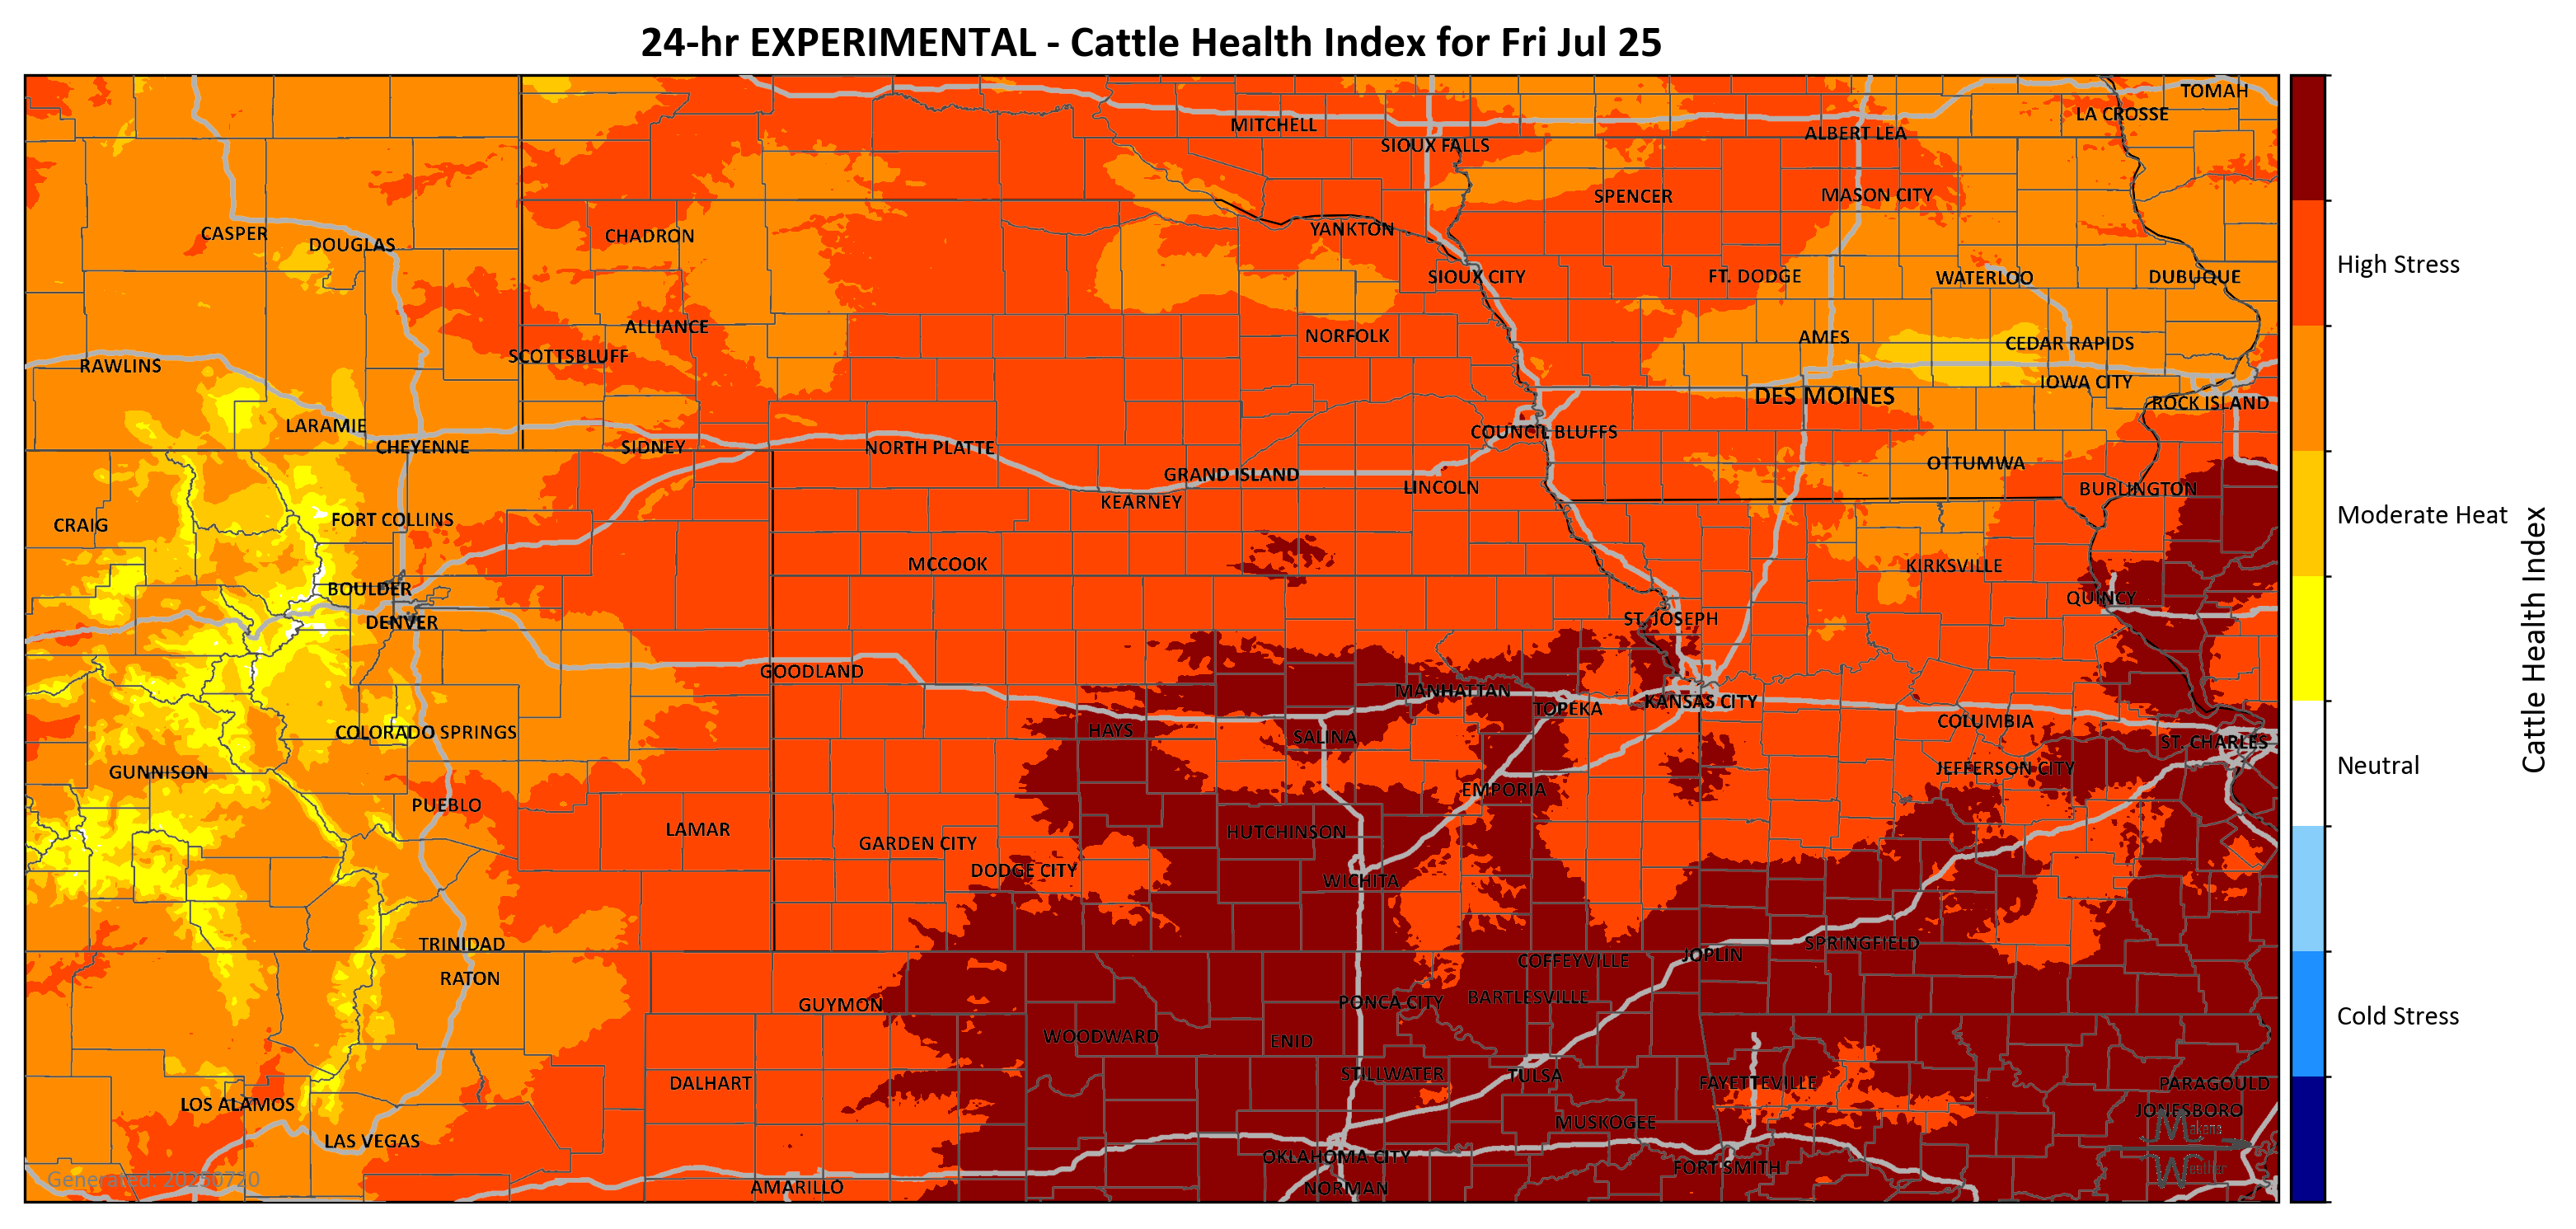 24-hr EXPERIMENTAL - Cattle Health Index for Fri Jul 25
TOMAH
LA CROSSE
MITCHELL
ALBERT LEA
SIOUX FALLS
SPENCER
MASON CITY
CASPER
DOUGLAS
CHADRON
YANKTON
SIOUX CITY
FT. DODGE
WATERLOO
DUBUQUE
High Stress
ALLIANCE
NORFOLK
AMES
CEDAR RAPIDS
SCOTTSBLUFF
RAWLINS
IOWA CITY
DES MOINES
ROCK ISLAND
LARAMIE
COUNCIL BLUFFS
CHEYENNE
SIDNEY
NORTH PLATTE
OTTUMWA
GRAND ISLAND
LINCOLN
BURLINGTON
KEARNEY
Moderate Heat
CRAIG
FORT COLLINS
MCCOOK
KIRKSVILLE
BOULDER
QUINCY
DENVER
ST. JOSEPH
Cattle Health Index
GOODLAND
MANHATTAN
TOPEKA
KANSAS CITY
COLUMBIA
COLORADO SPRINGS
HAYS
SALINA
ST. CHARLES
GUNNISON
JEFFERSON CITY
Neutral
EMPORIA
PUEBLO
LAMAR
HUTCHINSON
GARDEN CITY
DODGE CITY
WICHITA
TRINIDAD
SPRINGFIELD
JOPLIN
COFFEYVILLE
RATON
BARTLESVILLE
GUYMON
PONCA CITY
Cold Stress
WOODWARD
ENID
STILLWATER
TULSA
DALHART
FAYETTEVILLE
PARAGOULD
LOS ALAMOS
JONESBORO
MUSKOGEE
Makens
LAS VEGAS
OKLAHOMA CITY
FORT SMITH
Weather
Generated: 20250720
AMARILLO
NORMAN